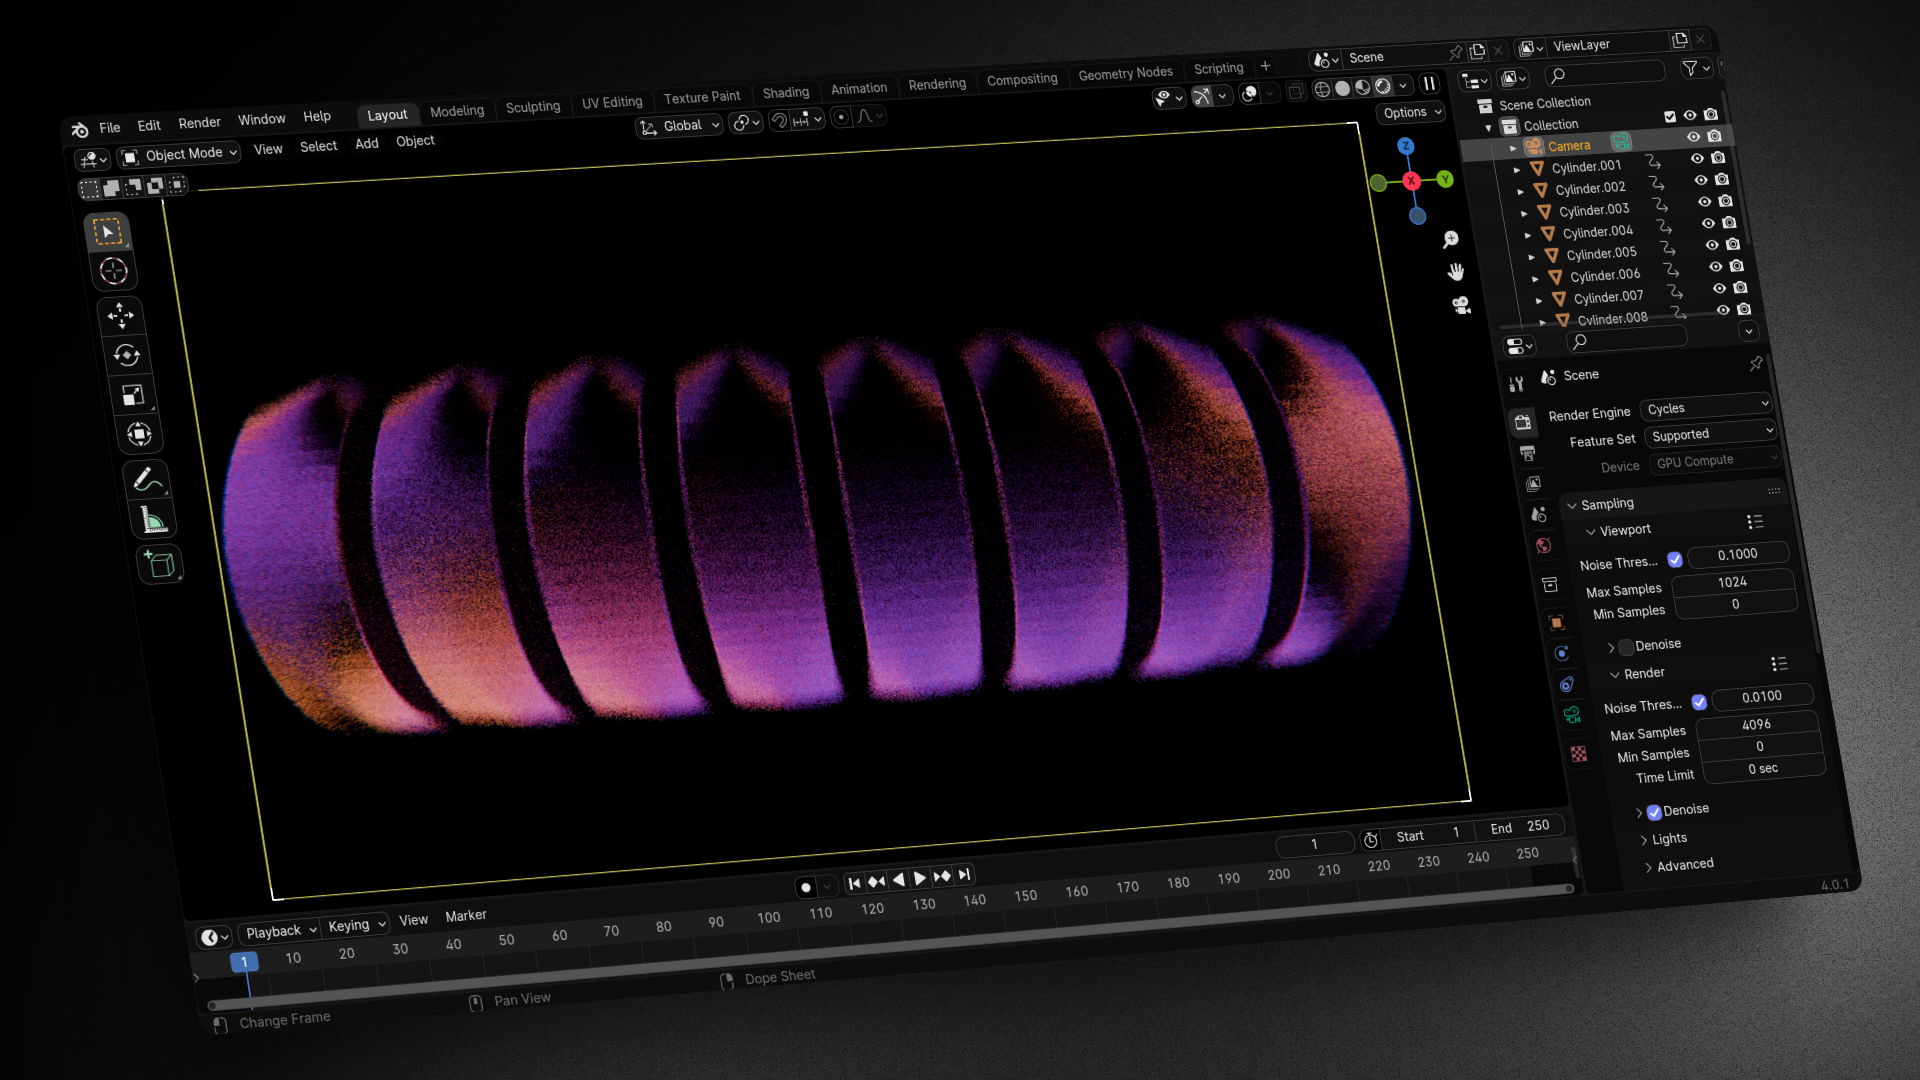 File Edit Render Window Help Layout Modeling Sculpting UV Editing Texture Paint Shading Animation Rendering Compositing Geometry Nodes Scripting + Scene ViewLayer
Object Mode View Select Add Object Global Options
Z
X
Y
Scene Collection
Collection
Camera
Cylinder.001
Cylinder.002
Cylinder.003
Cylinder.004
Cylinder.005
Cylinder.006
Cylinder.007
Cylinder.008
Scene
Render Engine Cycles
Feature Set Supported
Device GPU Compute
Sampling
Viewport
Noise Thres... 0.1000
Max Samples 1024
Min Samples 0
Denoise
Render
Noise Thres... 0.0100
Max Samples 4096
Min Samples 0
Time Limit 0 sec
Denoise
Lights
Advanced
4.0.1
Playback Keying View Marker 1 Start 1 End 250
1 10 20 30 40 50 60 70 80 90 100 110 120 130 140 150 160 170 180 190 200 210 220 230 240 250
Change Frame Pan View Dope Sheet